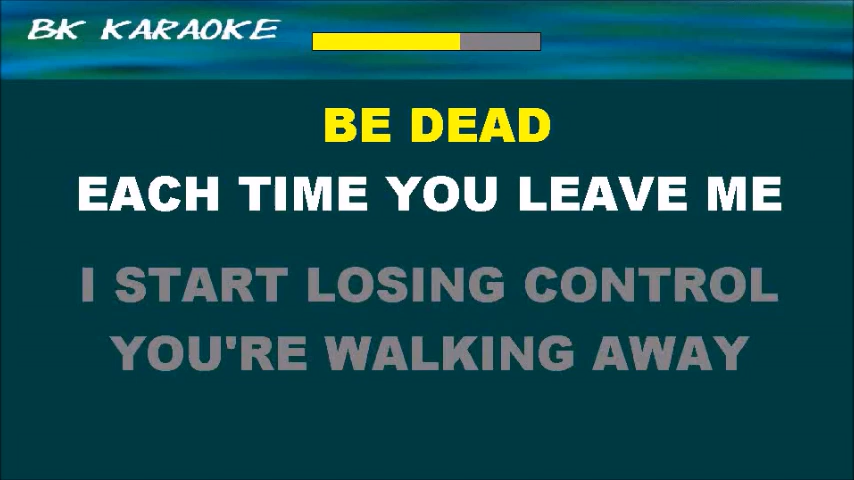 BK KARAOKE
BE DEAD
EACH TIME YOU LEAVE ME
I START LOSING CONTROL
YOU'RE WALKING AWAY